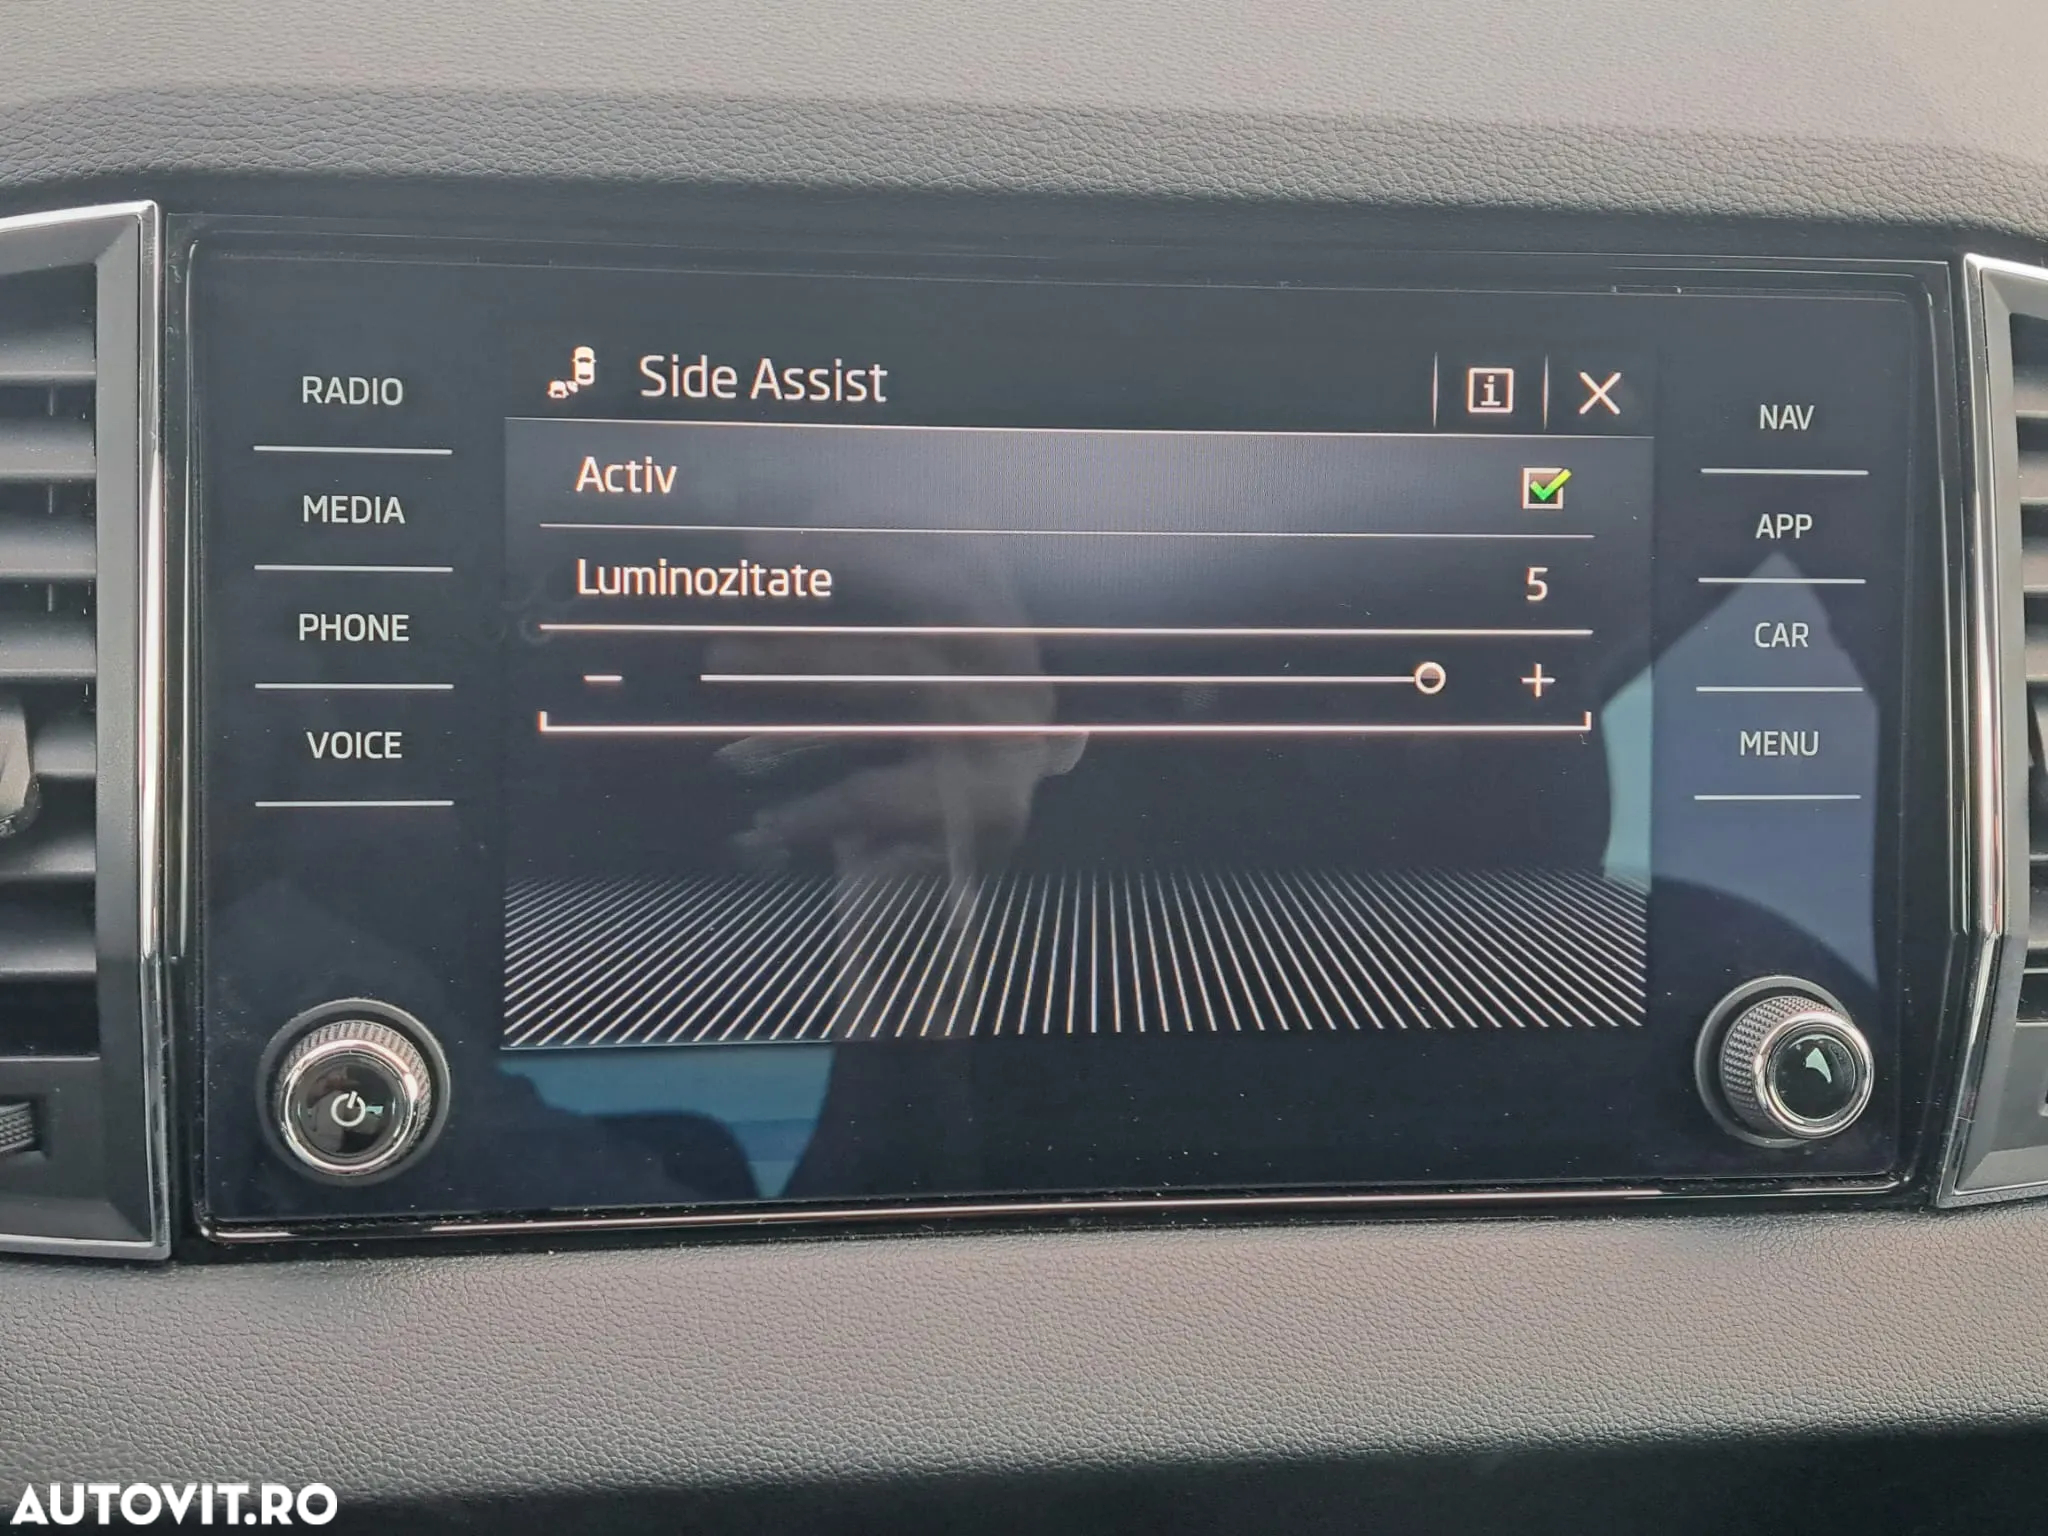 RADIO
MEDIA
PHONE
VOICE
Side Assist
i
Activ
Luminozitate 5
NAV
APP
CAR
MENU
AUTOVIT.RO